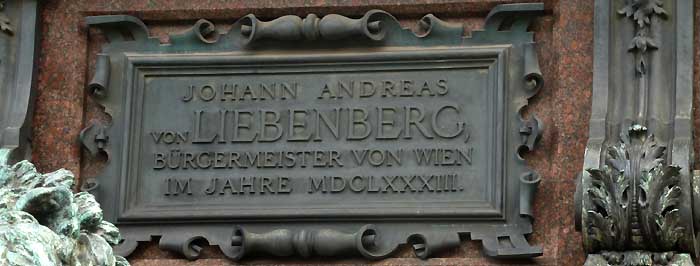 JOHANN ANDREAS
VON LIEBENBERG,
BÜRGERMEISTER VON WIEN
IM JAHRE MDCLXXXIII.